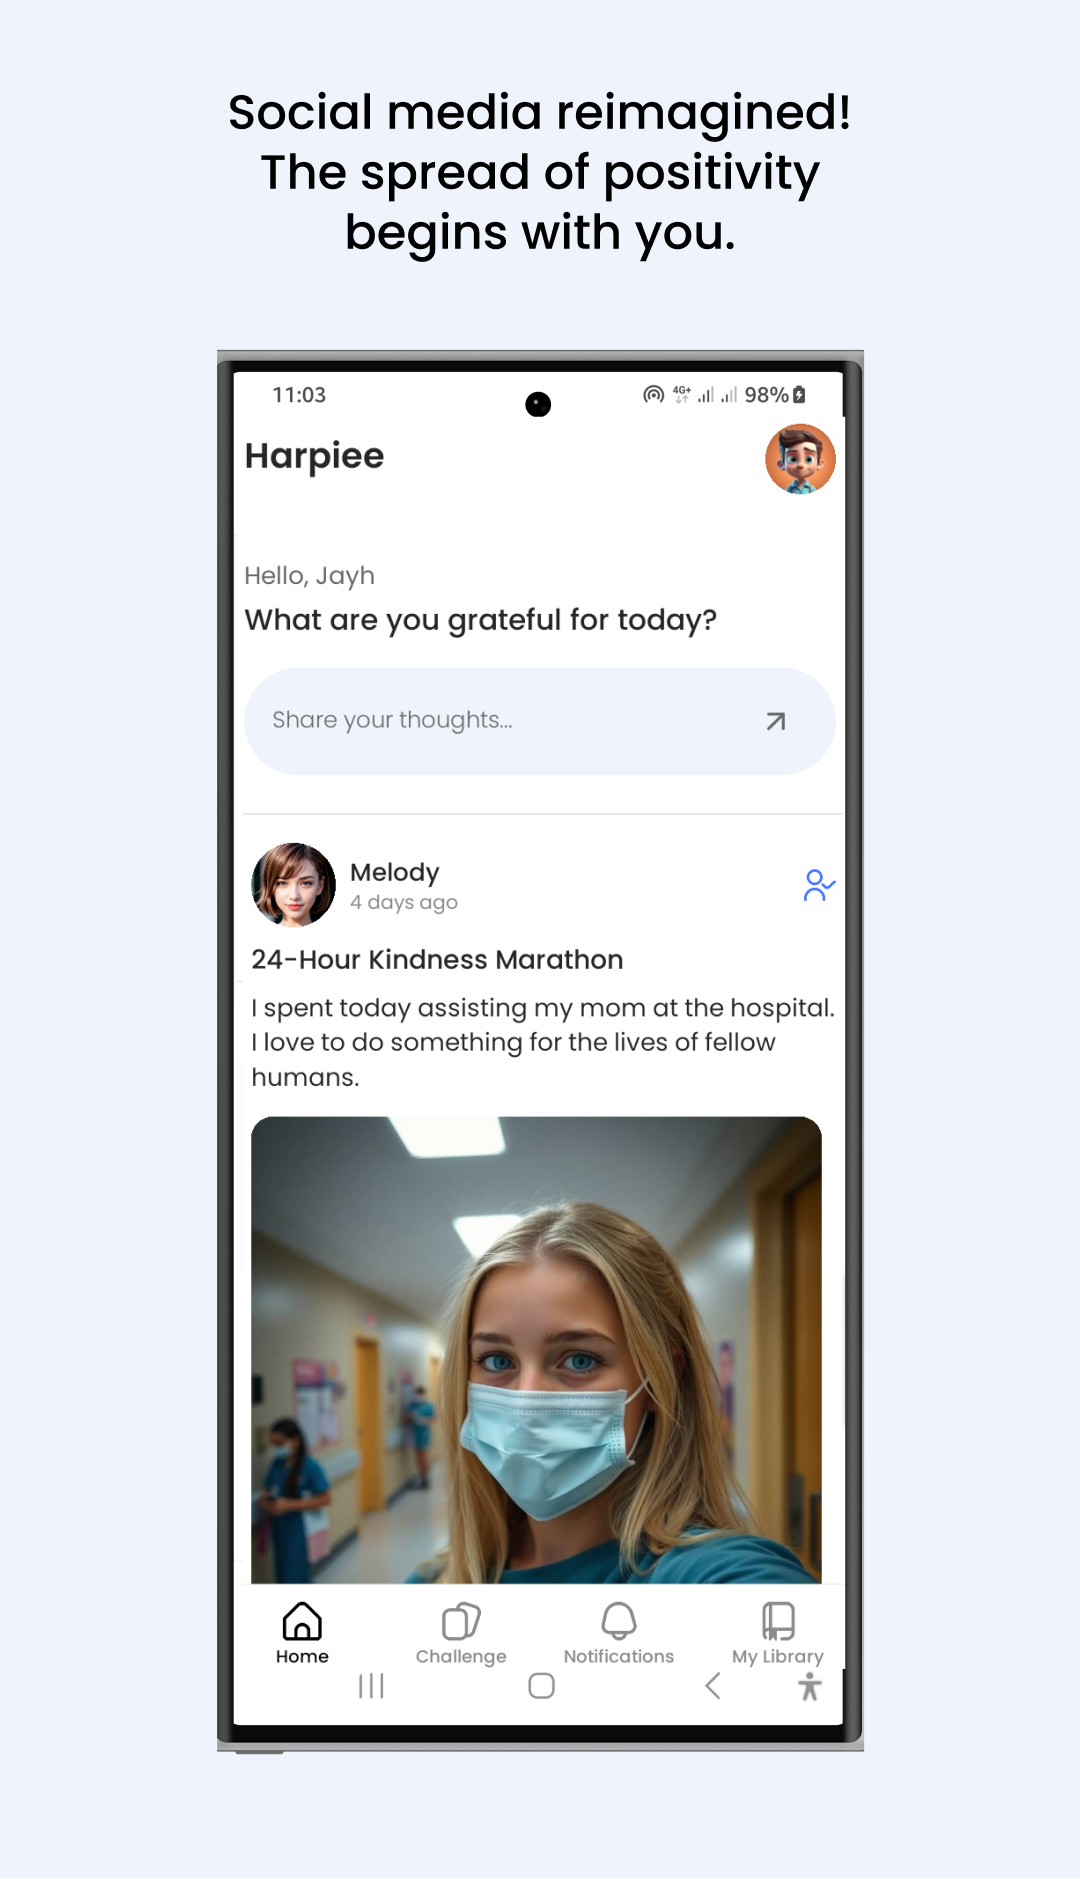 Social media reimagined!
The spread of positivity
begins with you.
11:03
4G+
98%
Harpiee
Hello, Jayh
What are you grateful for today?
Share your thoughts...
Melody
4 days ago
24-Hour Kindness Marathon
I spent today assisting my mom at the hospital.
I love to do something for the lives of fellow
humans.
Home
Challenge
Notifications
My Library